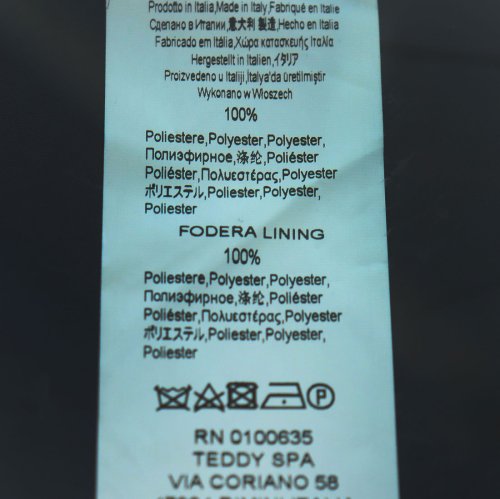 Prodotto in Italia,Made in Italy,Fabriqué en Italie
Сделано в Италии,意大利 製造,Hecho en Italia
Fabricado em Itália,Χώρα κατασκευής Ιταλία
Hergestellt in Italien,イタリア
Proizvedeno u Italiji,Italya'da üretilmiştir
Wykonano w Włoszech
100%
Poliestere,Polyester,Polyester,
Полиэфирное,涤纶,Poliéster
Poliéster,Πολυεστέρας,Polyester
ポリエステル,Poliester,Polyester,
Poliester
FODERA LINING
100%
Poliestere,Polyester,Polyester,
Полиэфирное,涤纶,Poliéster
Poliéster,Πολυεστέρας,Polyester
ポリエステル,Poliester,Polyester,
Poliester
P
RN 0100635
TEDDY SPA
VIA CORIANO 58